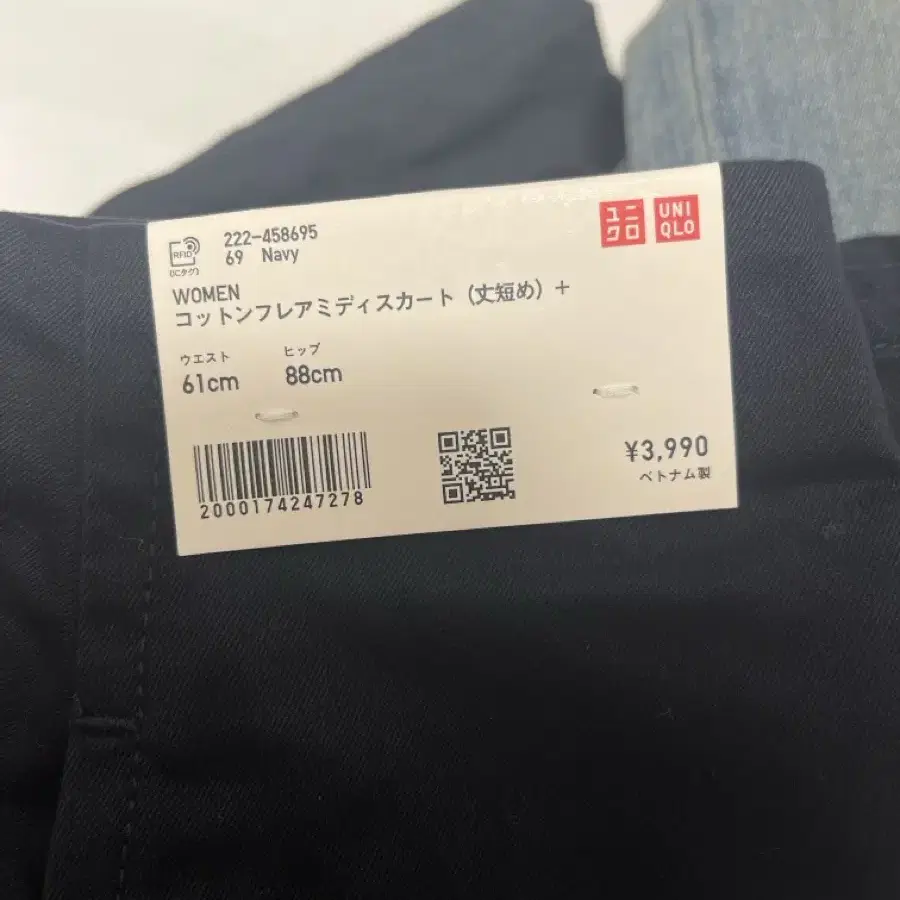 RFID
(ICタグ)
222-458695
69 Navy
ユニ
クロ
UNI
QLO
WOMEN
コットンフレアミディスカート (丈短め) +
ウエスト
ヒップ
61cm
88cm
2000174247278
¥3,990
ベトナム製